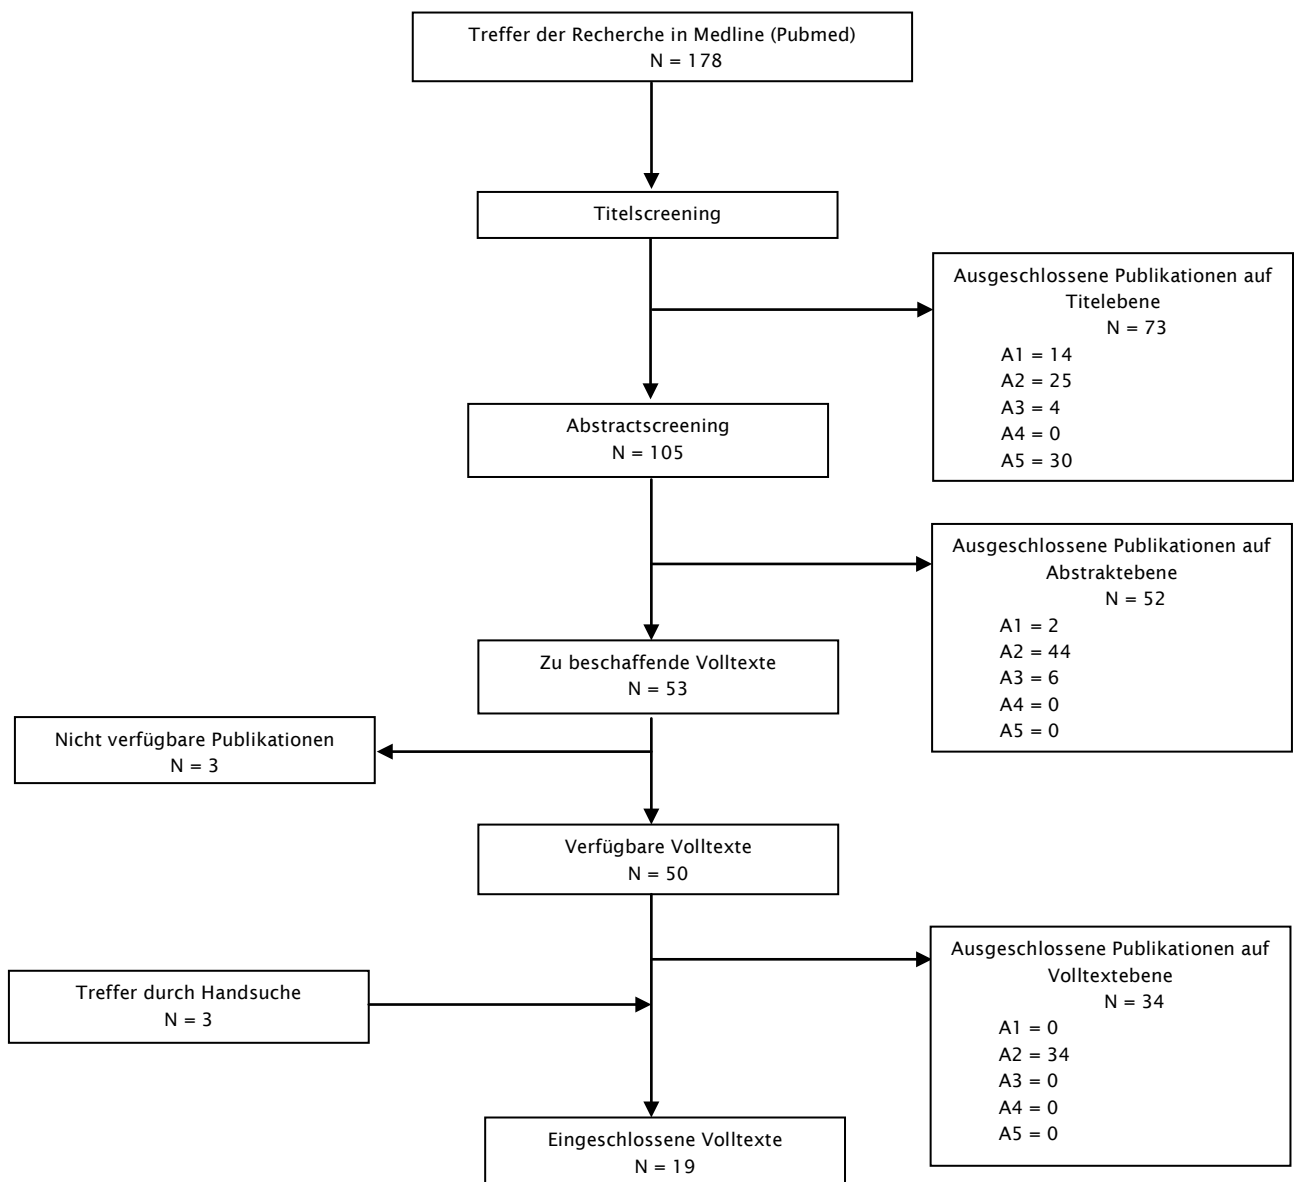 Treffer der Recherche in Medline (Pubmed)
N = 178
Titelscreening
Ausgeschlossene Publikationen auf
Titelebene
N = 73
A1 = 14
A2 = 25
A3 = 4
A4 = 0
A5 = 30
Abstractscreening
N = 105
Ausgeschlossene Publikationen auf
Abstraktebene
N = 52
A1 = 2
A2 = 44
A3 = 6
A4 = 0
A5 = 0
Zu beschaffende Volltexte
N = 53
Nicht verfügbare Publikationen
N = 3
Verfügbare Volltexte
N = 50
Ausgeschlossene Publikationen auf
Volltextebene
N = 34
A1 = 0
A2 = 34
A3 = 0
A4 = 0
A5 = 0
Treffer durch Handsuche
N = 3
Eingeschlossene Volltexte
N = 19